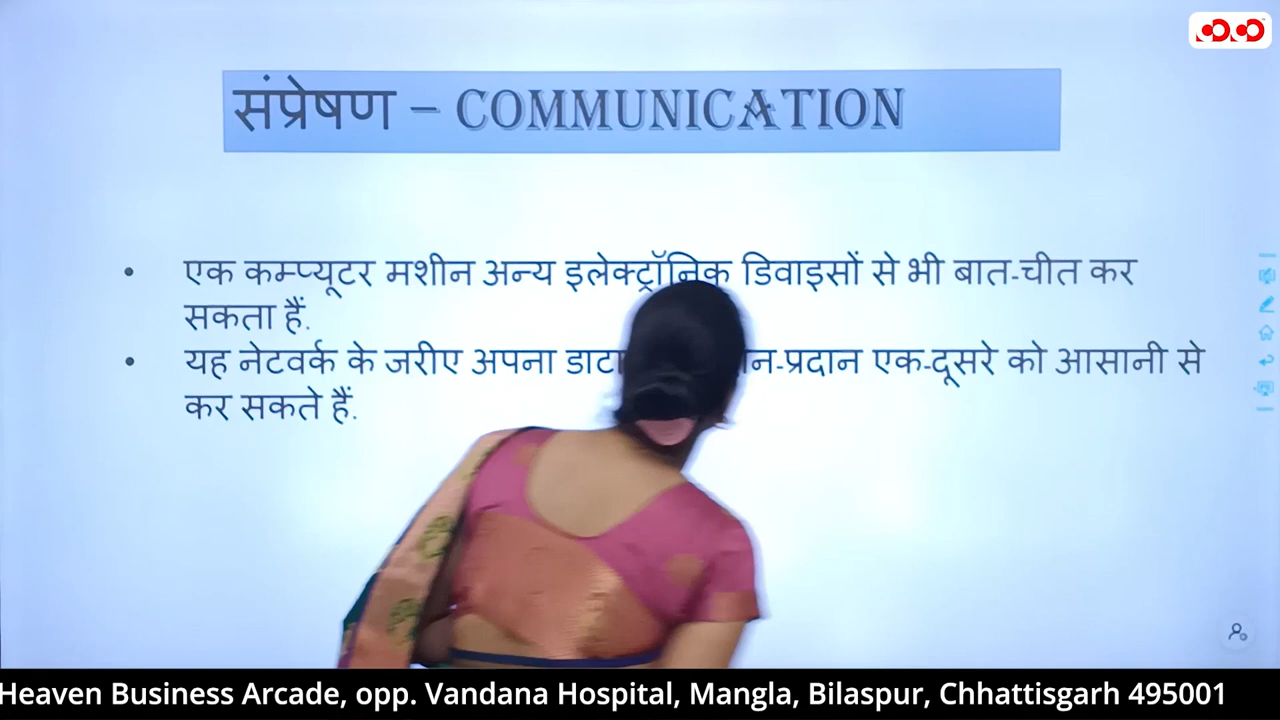 संप्रेषण – COMMUNICATION
• एक कम्प्यूटर मशीन अन्य इलेक्ट्रॉनिक डिवाइसों से भी बात-चीत कर
सकता हैं.
• यह नेटवर्क के जरीए अपना डाटा प्रदान एक-दूसरे को आसानी से
कर सकते हैं.
Heaven Business Arcade, opp. Vandana Hospital, Mangla, Bilaspur, Chhattisgarh 495001